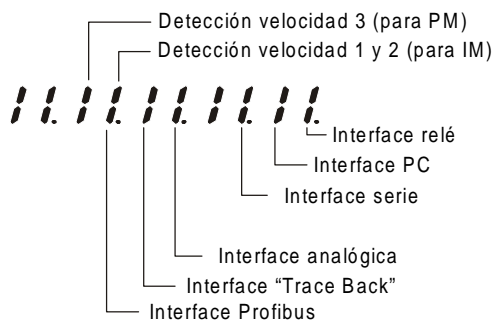 Detección velocidad 3 (para PM)
Detección velocidad 1 y 2 (para IM)
11.11.11.11.11.
Interface relé
Interface PC
Interface serie
Interface analógica
Interface “Trace Back”
Interface Profibus